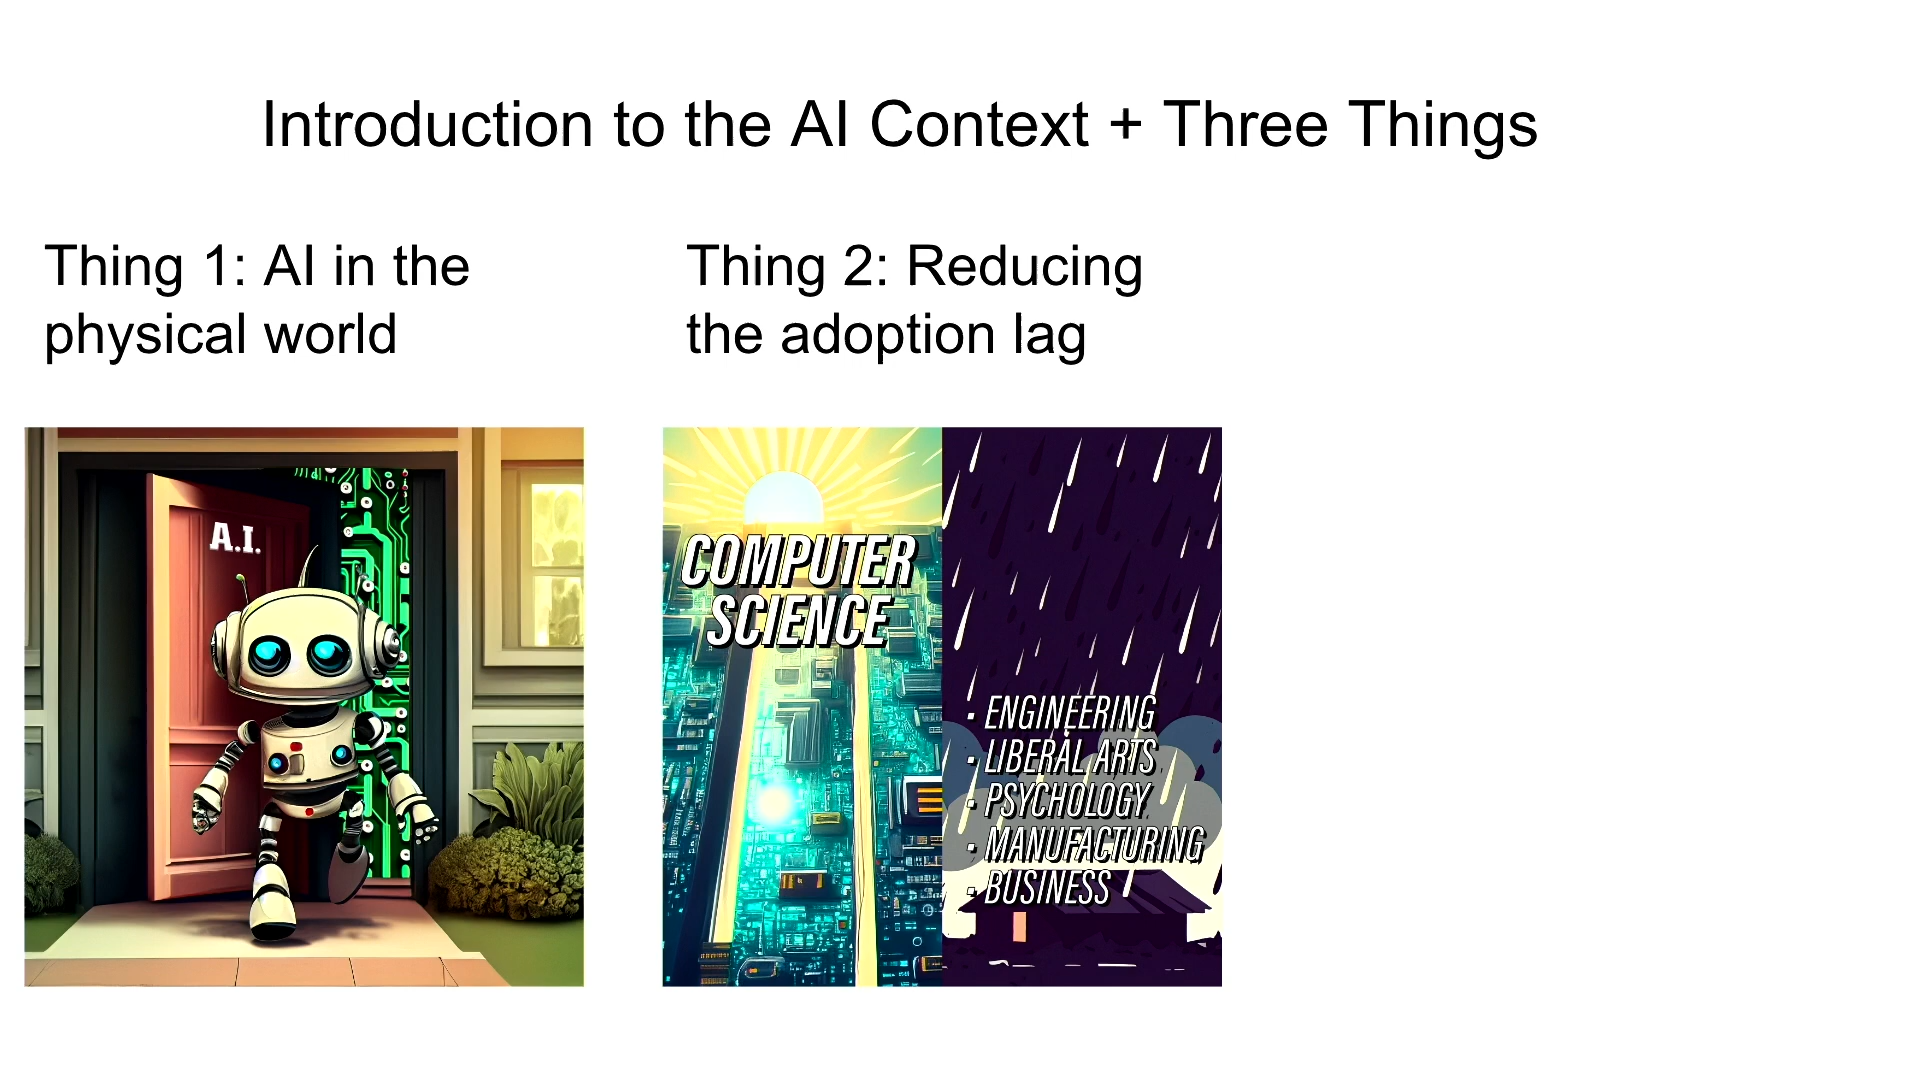 Introduction to the AI Context + Three Things
Thing 1: AI in the
physical world
Thing 2: Reducing
the adoption lag
A.I.
COMPUTER
SCIENCE
· ENGINEERING
· LIBERAL ARTS
· PSYCHOLOGY
· MANUFACTURING
· BUSINESS